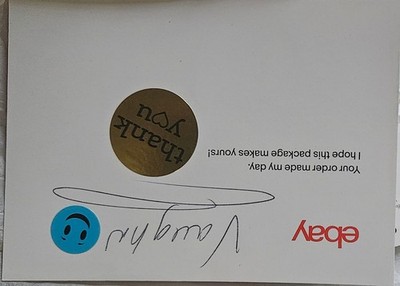 ebay
Vaughn
Your order made my day.
I hope this package makes yours!
thank
you